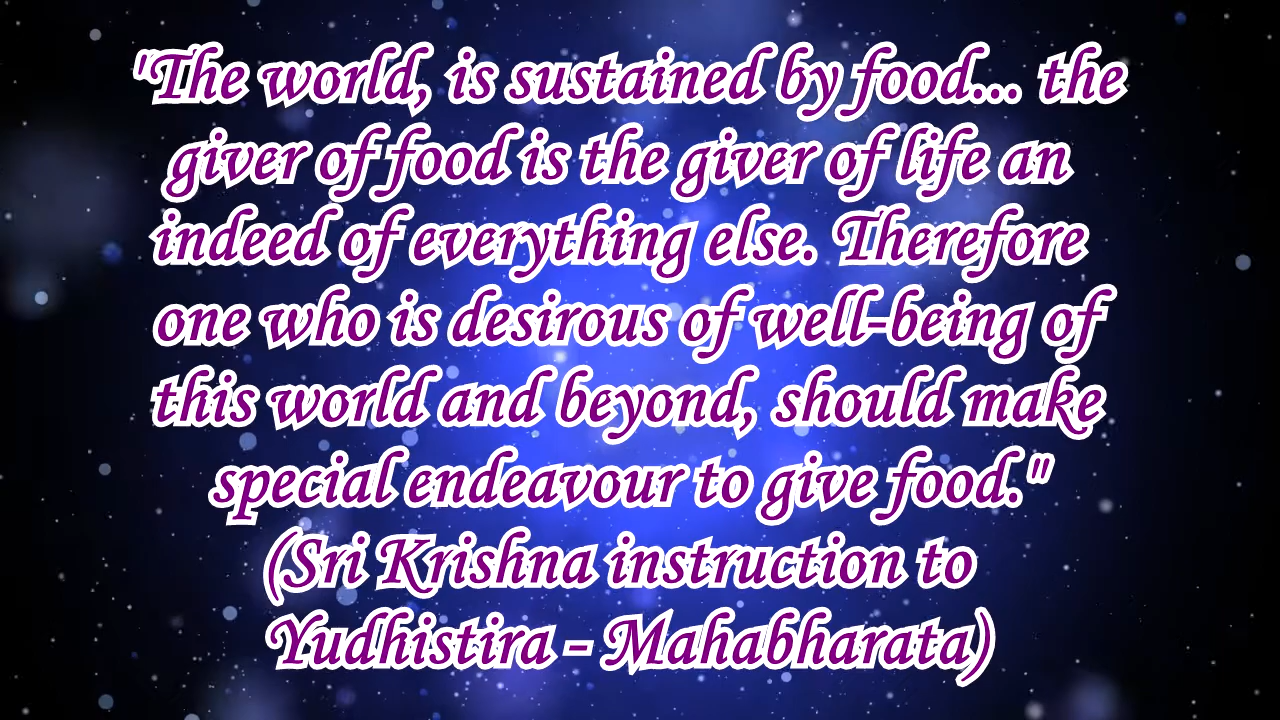 "The world, is sustained by food... the
giver of food is the giver of life an
indeed of everything else. Therefore
one who is desirous of well-being of
this world and beyond, should make
special endeavour to give food."
(Sri Krishna instruction to
Yudhistira - Mahabharata)